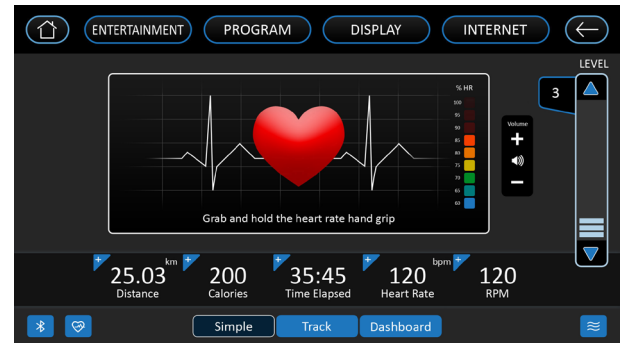 ENTERTAINMENT
PROGRAM
DISPLAY
INTERNET
LEVEL
3
% HR
100
95
90
85
80
75
70
65
60
Volume
+
−
Grab and hold the heart rate hand grip
+ 25.03 km
Distance
+ 200
Calories
+ 35:45
Time Elapsed
+ 120 bpm
Heart Rate
+ 120
RPM
Simple
Track
Dashboard